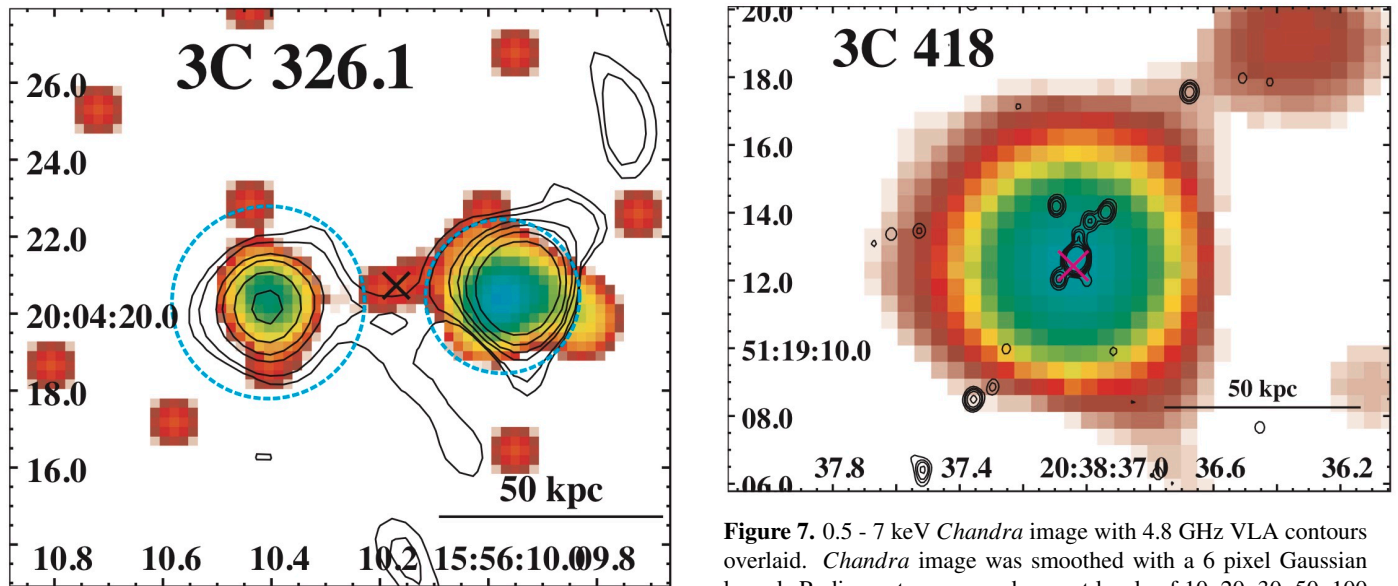 3C 326.1
26.0
24.0
22.0
20:04:20.0
18.0
16.0
50 kpc
10.8 10.6 10.4 10.2 15:56:10.0 09.8
20.0
3C 418
18.0
16.0
14.0
12.0
51:19:10.0
08.0
50 kpc
06.0
37.8 37.4 20:38:37.0 36.6 36.2
Figure 7. 0.5 - 7 keV Chandra image with 4.8 GHz VLA contours
overlaid. Chandra image was smoothed with a 6 pixel Gaussian